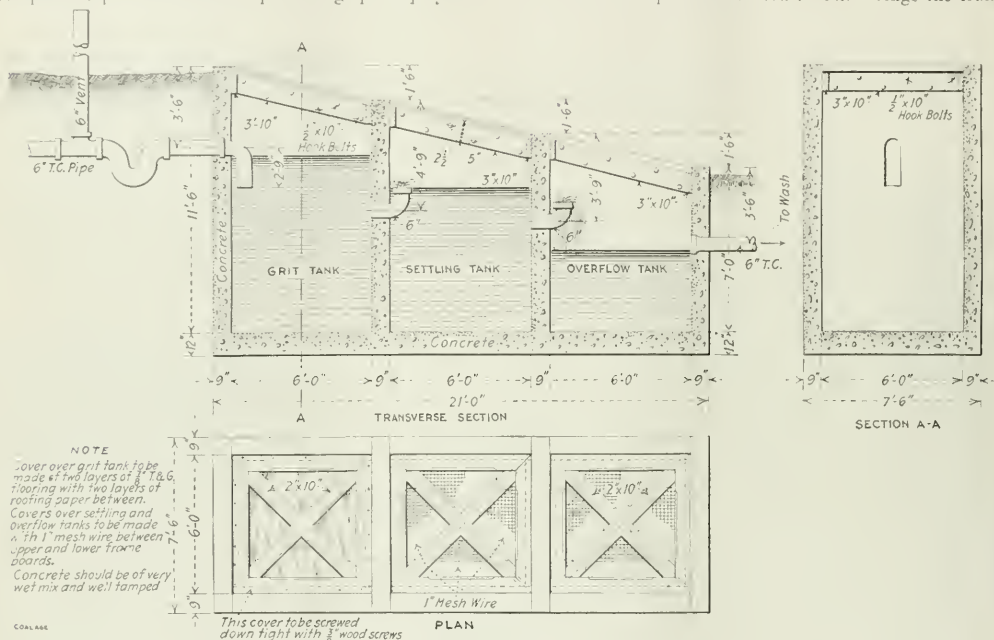 A
6" Vent
3'-6"
6" T.C. Pipe
3'-10"
½"x10"
Hook Bolts
2'-9"
1'-6"
4'-9"
2½"
5"
3"x10"
6"
1'-6"
3'-9"
3"x10"
6"
1'-6"
3'-6"
To Wash
6" T.C.
7'-0"
12"
11'-6"
12"
Concrete
GRIT TANK
SETTLING TANK
OVERFLOW TANK
Concrete
9" 6'-0" 9" 6'-0" 9" 6'-0" 9"
21'-0"
A
TRANSVERSE SECTION
3"x10"
½"x10"
Hook Bolts
9" 6'-0" 9"
7'-6"
SECTION A-A
NOTE
Cover over grit tank to be
made of two layers of ⅞" T.&G.
flooring with two layers of
roofing paper between.
Covers over settling and
overflow tanks to be made
with 1" mesh wire between
upper and lower frame
boards.
Concrete should be of very
wet mix and well tamped
9"
7'-6"
6'-0"
9"
2"x10"
2"x10"
1" Mesh Wire
This cover to be screwed
down tight with wood screws
PLAN
COAL AGE